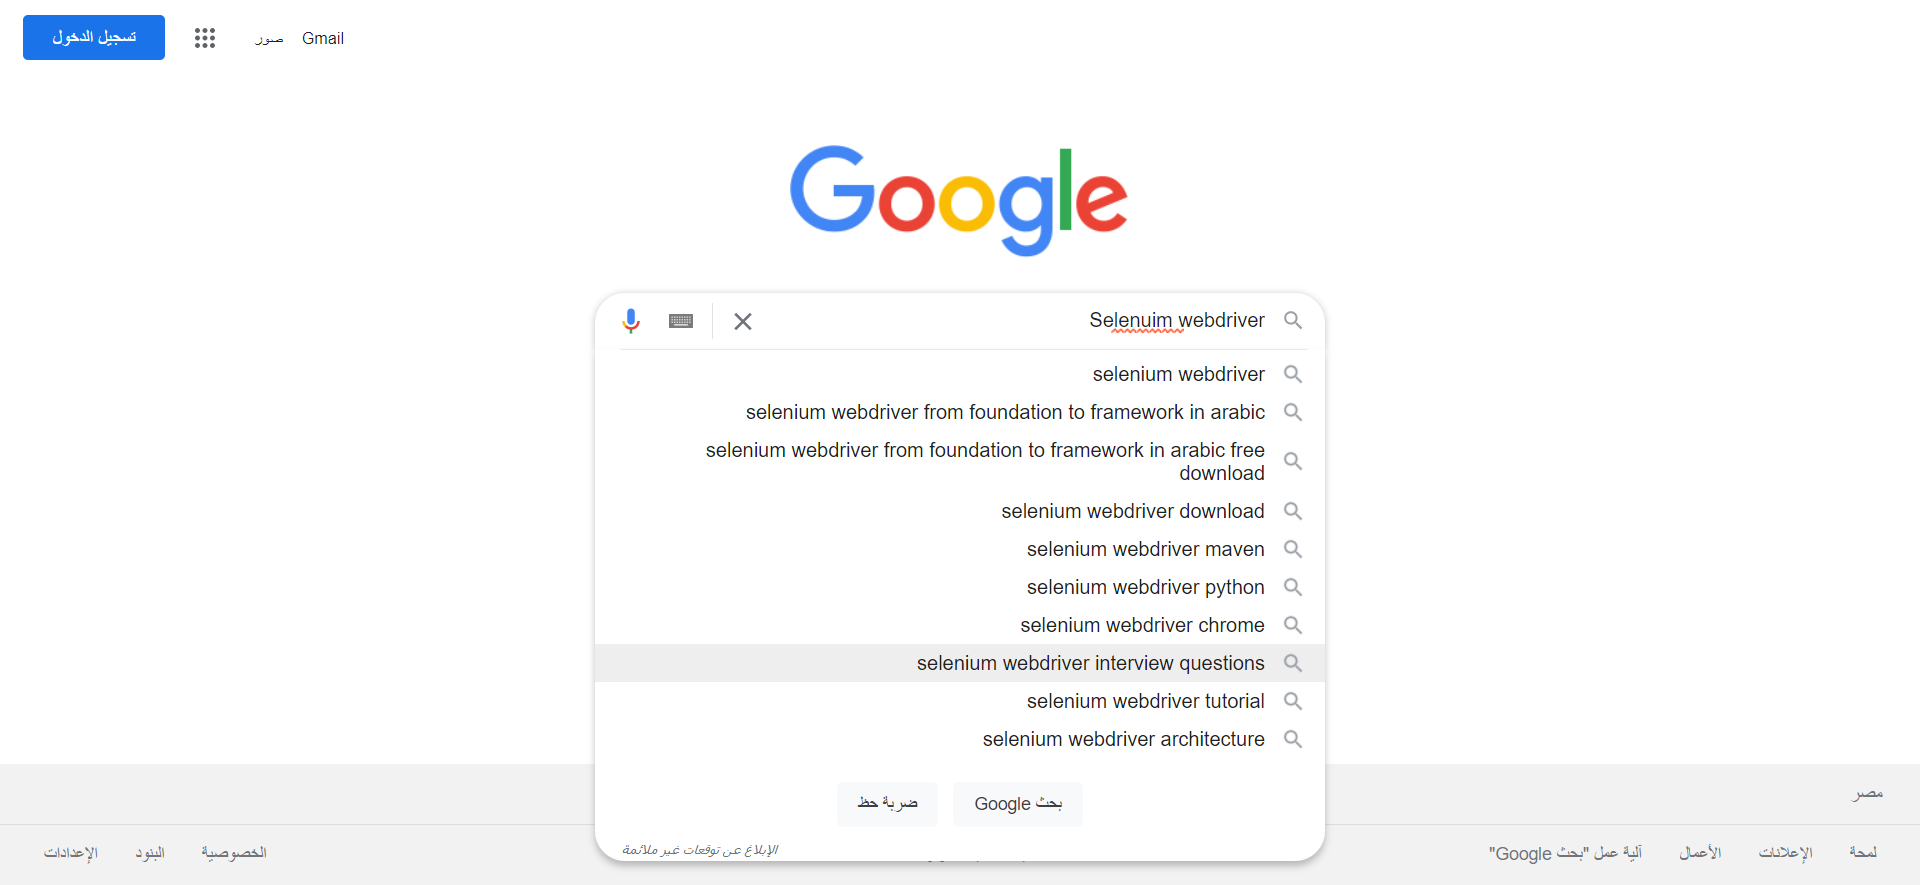 Gmail صور تسجيل الدخول
Google
Selenuim webdriver
selenium webdriver
selenium webdriver from foundation to framework in arabic
selenium webdriver from foundation to framework in arabic free
download
selenium webdriver download
selenium webdriver maven
selenium webdriver python
selenium webdriver chrome
selenium webdriver interview questions
selenium webdriver tutorial
selenium webdriver architecture
بحث Google ضربة حظ
الإبلاغ عن توقعات غير ملائمة
مصر
لمحة الإعلانات الأعمال آلية عمل "بحث Google" الخصوصية البنود الإعدادات